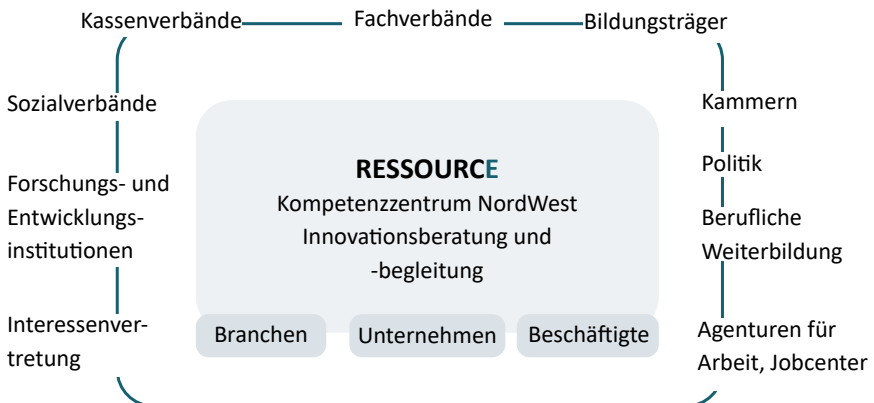 Kassenverbände
Fachverbände
Bildungsträger
Sozialverbände
Kammern
Politik
Forschungs- und
Entwicklungs-
institutionen
Berufliche
Weiterbildung
Interessenver-
tretung
Agenturen für
Arbeit, Jobcenter
RESSOURCE
Kompetenzzentrum NordWest
Innovationsberatung und
-begleitung
Branchen
Unternehmen
Beschäftigte